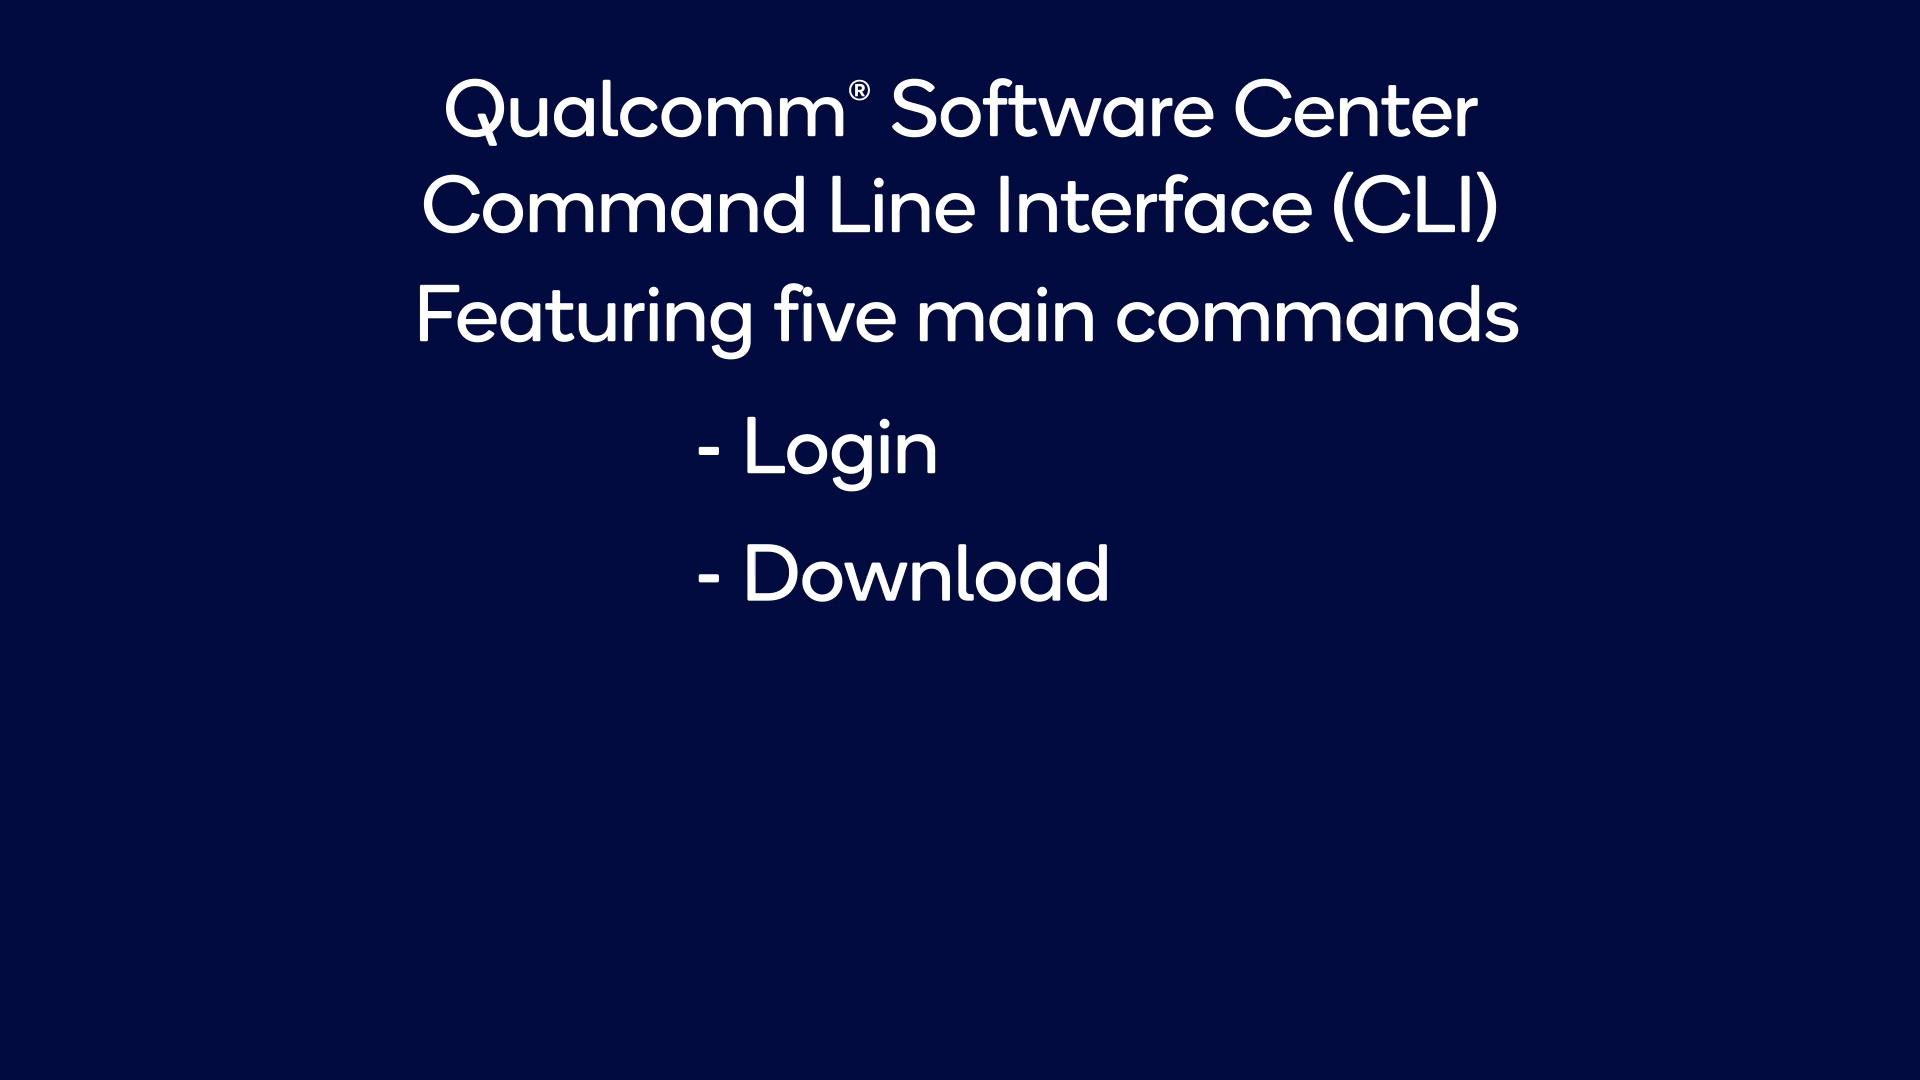 Qualcomm® Software Center
Command Line Interface (CLI)
Featuring five main commands
- Login
- Download